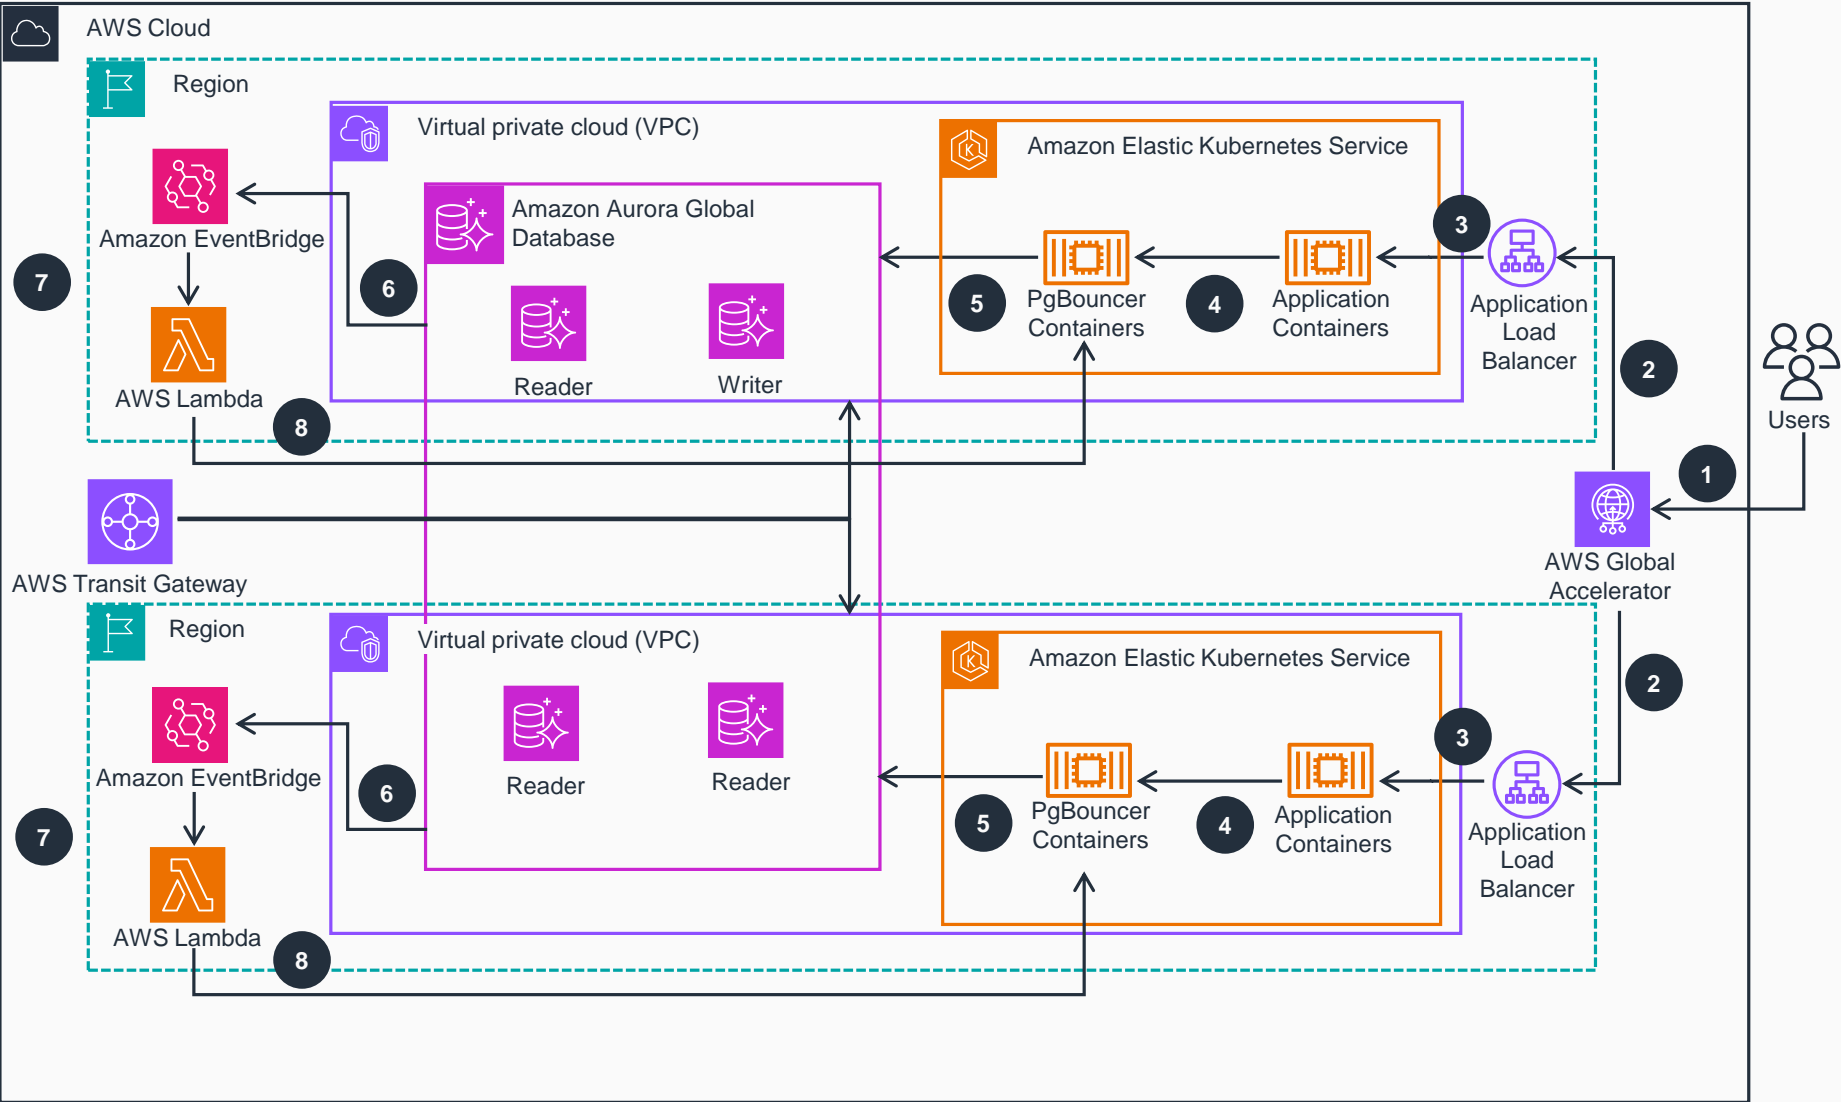 AWS Cloud
Region
Virtual private cloud (VPC)
Amazon Elastic Kubernetes Service
Amazon Aurora Global
Database
Amazon EventBridge
3
7
6
5
PgBouncer
Containers
4
Application
Containers
Application
Load
Balancer
Reader
Writer
AWS Lambda
8
2
Users
1
AWS Transit Gateway
AWS Global
Accelerator
Region
Virtual private cloud (VPC)
Amazon Elastic Kubernetes Service
2
3
Reader
Reader
Amazon EventBridge
6
7
5
PgBouncer
Containers
4
Application
Containers
Application
Load
Balancer
AWS Lambda
8